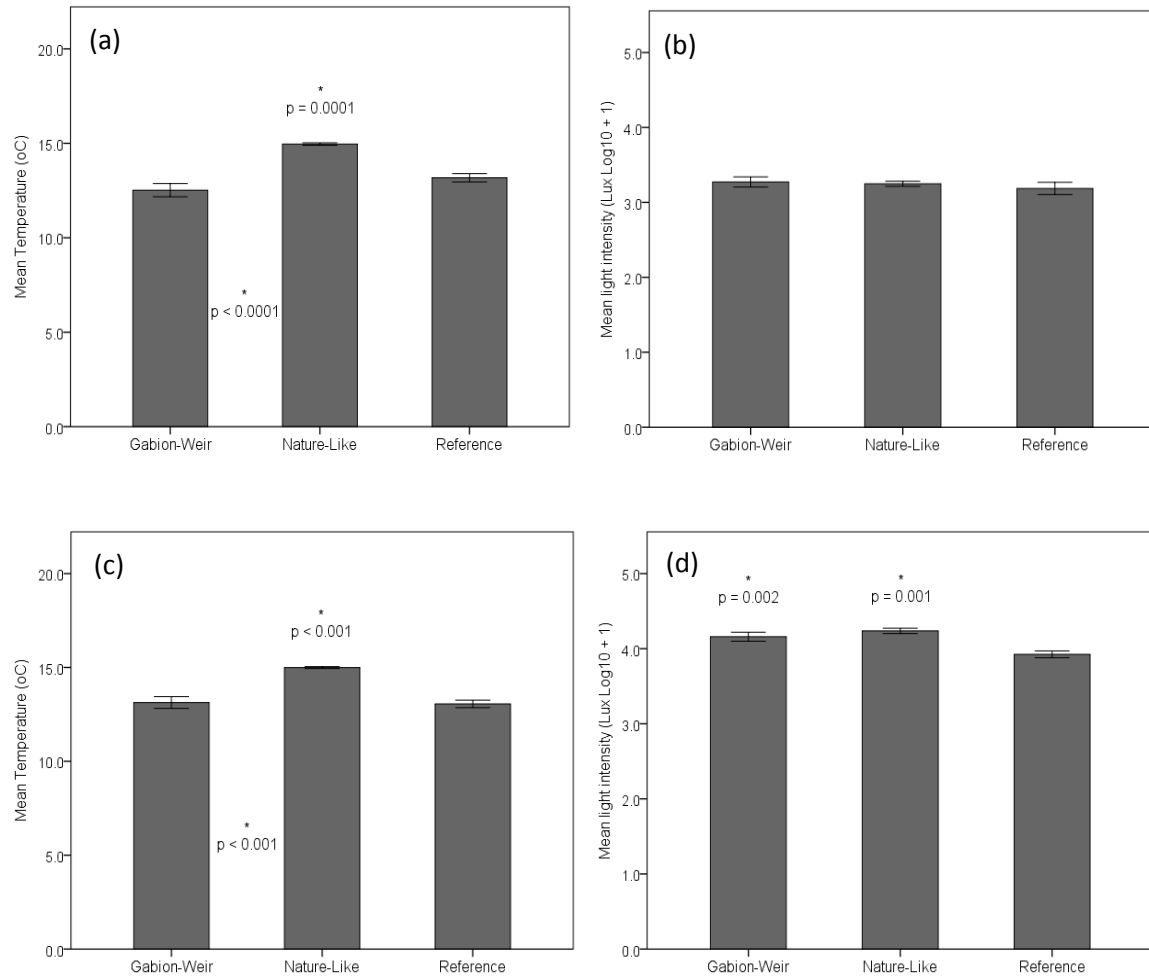 (a)
Mean Temperature (oC)
20.0
15.0
10.0
5.0
0.0
*
p = 0.0001
*
p < 0.0001
Gabion-Weir Nature-Like Reference
(b)
Mean light intensity (Lux Log10 + 1)
5.0
4.0
3.0
2.0
1.0
0.0
Gabion-Weir Nature-Like Reference
(c)
Mean Temperature (oC)
20.0
15.0
10.0
5.0
0.0
*
p < 0.001
*
p < 0.001
Gabion-Weir Nature-Like Reference
(d)
Mean light intensity (Lux Log10 + 1)
5.0
4.0
3.0
2.0
1.0
0.0
* *
p = 0.002 p = 0.001
Gabion-Weir Nature-Like Reference